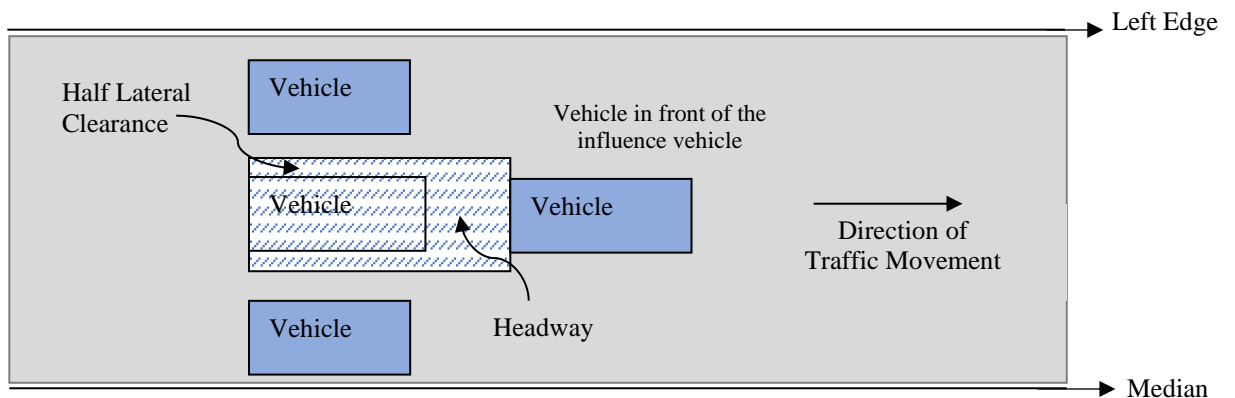 Left Edge
Vehicle
Half Lateral
Clearance
Vehicle in front of the
influence vehicle
Vehicle
Vehicle
Direction of
Traffic Movement
Vehicle
Headway
Median